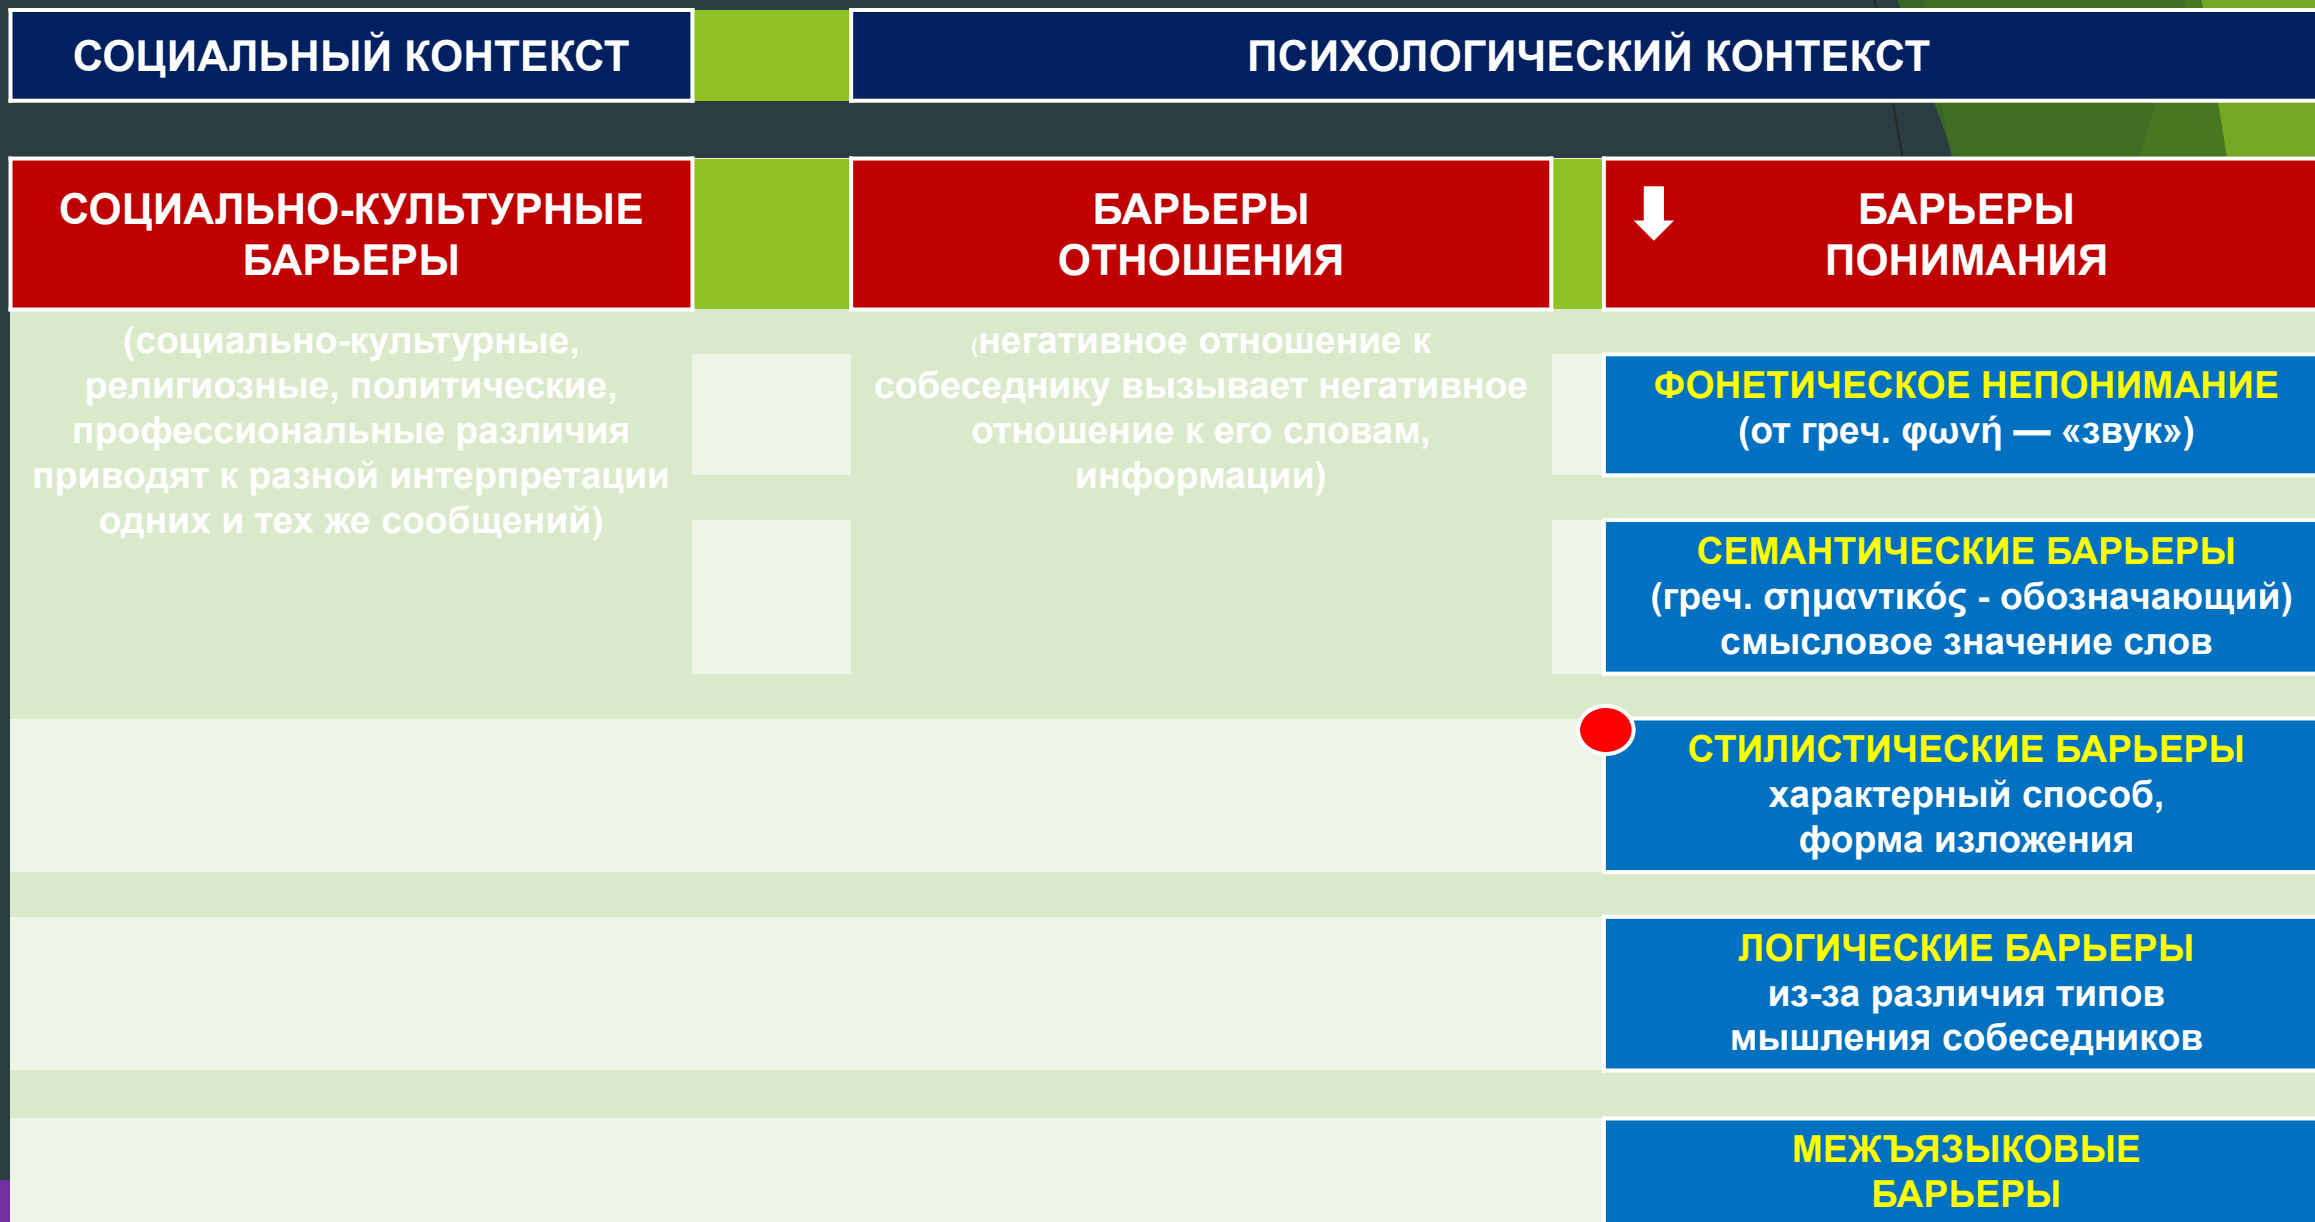 СОЦИАЛЬНЫЙ КОНТЕКСТ
ПСИХОЛОГИЧЕСКИЙ КОНТЕКСТ
СОЦИАЛЬНО-КУЛЬТУРНЫЕ
БАРЬЕРЫ
(социально-культурные,
религиозные, политические,
профессиональные различия
приводят к разной интерпретации
одних и тех же сообщений)
БАРЬЕРЫ
ОТНОШЕНИЯ
(негативное отношение к
собеседнику вызывает негативное
отношение к его словам,
информации)
БАРЬЕРЫ
ПОНИМАНИЯ
ФОНЕТИЧЕСКОЕ НЕПОНИМАНИЕ
(от греч. φωνή — «звук»)
СЕМАНТИЧЕСКИЕ БАРЬЕРЫ
(греч. σημαντικός - обозначающий)
смысловое значение слов
СТИЛИСТИЧЕСКИЕ БАРЬЕРЫ
характерный способ,
форма изложения
ЛОГИЧЕСКИЕ БАРЬЕРЫ
из-за различия типов
мышления собеседников
МЕЖЪЯЗЫКОВЫЕ
БАРЬЕРЫ